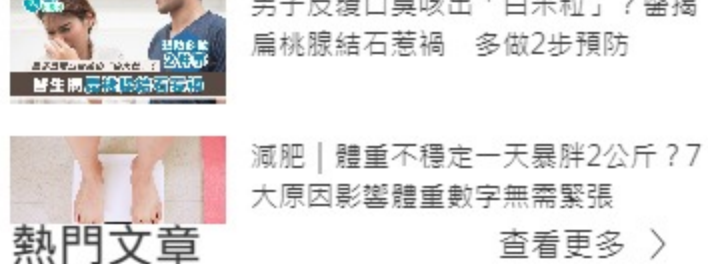 男子反覆口臭咳出「白米粒」？醫揭
扁桃腺結石惹禍　多做2步預防
減肥｜體重不穩定一天暴胖2公斤？7
大原因影響體重數字無需緊張
熱門文章
查看更多